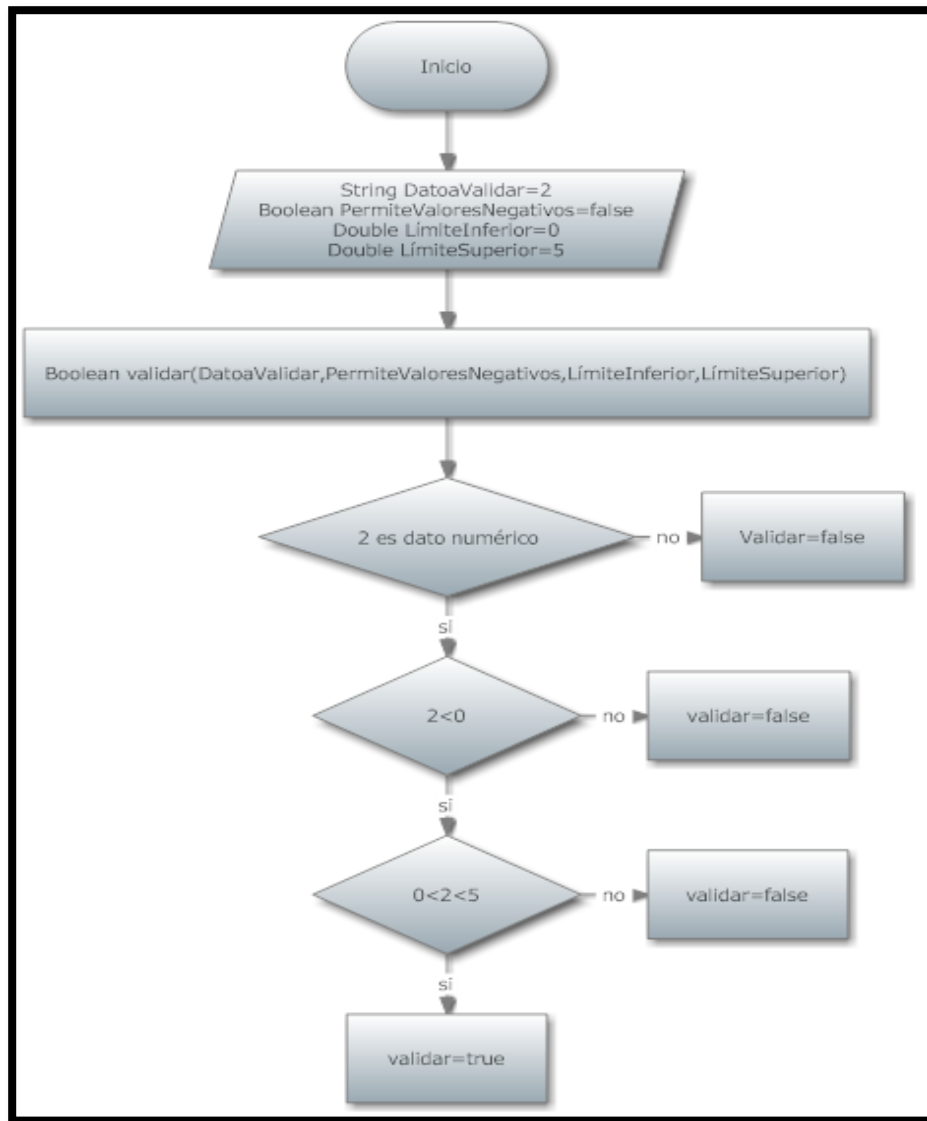 Inicio
String DatoaValidar=2
Boolean PermiteValoresNegativos=false
Double LímiteInferior=0
Double LímiteSuperior=5
Boolean validar(DatoaValidar,PermiteValoresNegativos,LímiteInferior,LímiteSuperior)
2 es dato numérico
no
Validar=false
si
2<0
no
validar=false
si
0<2<5
no
validar=false
si
validar=true